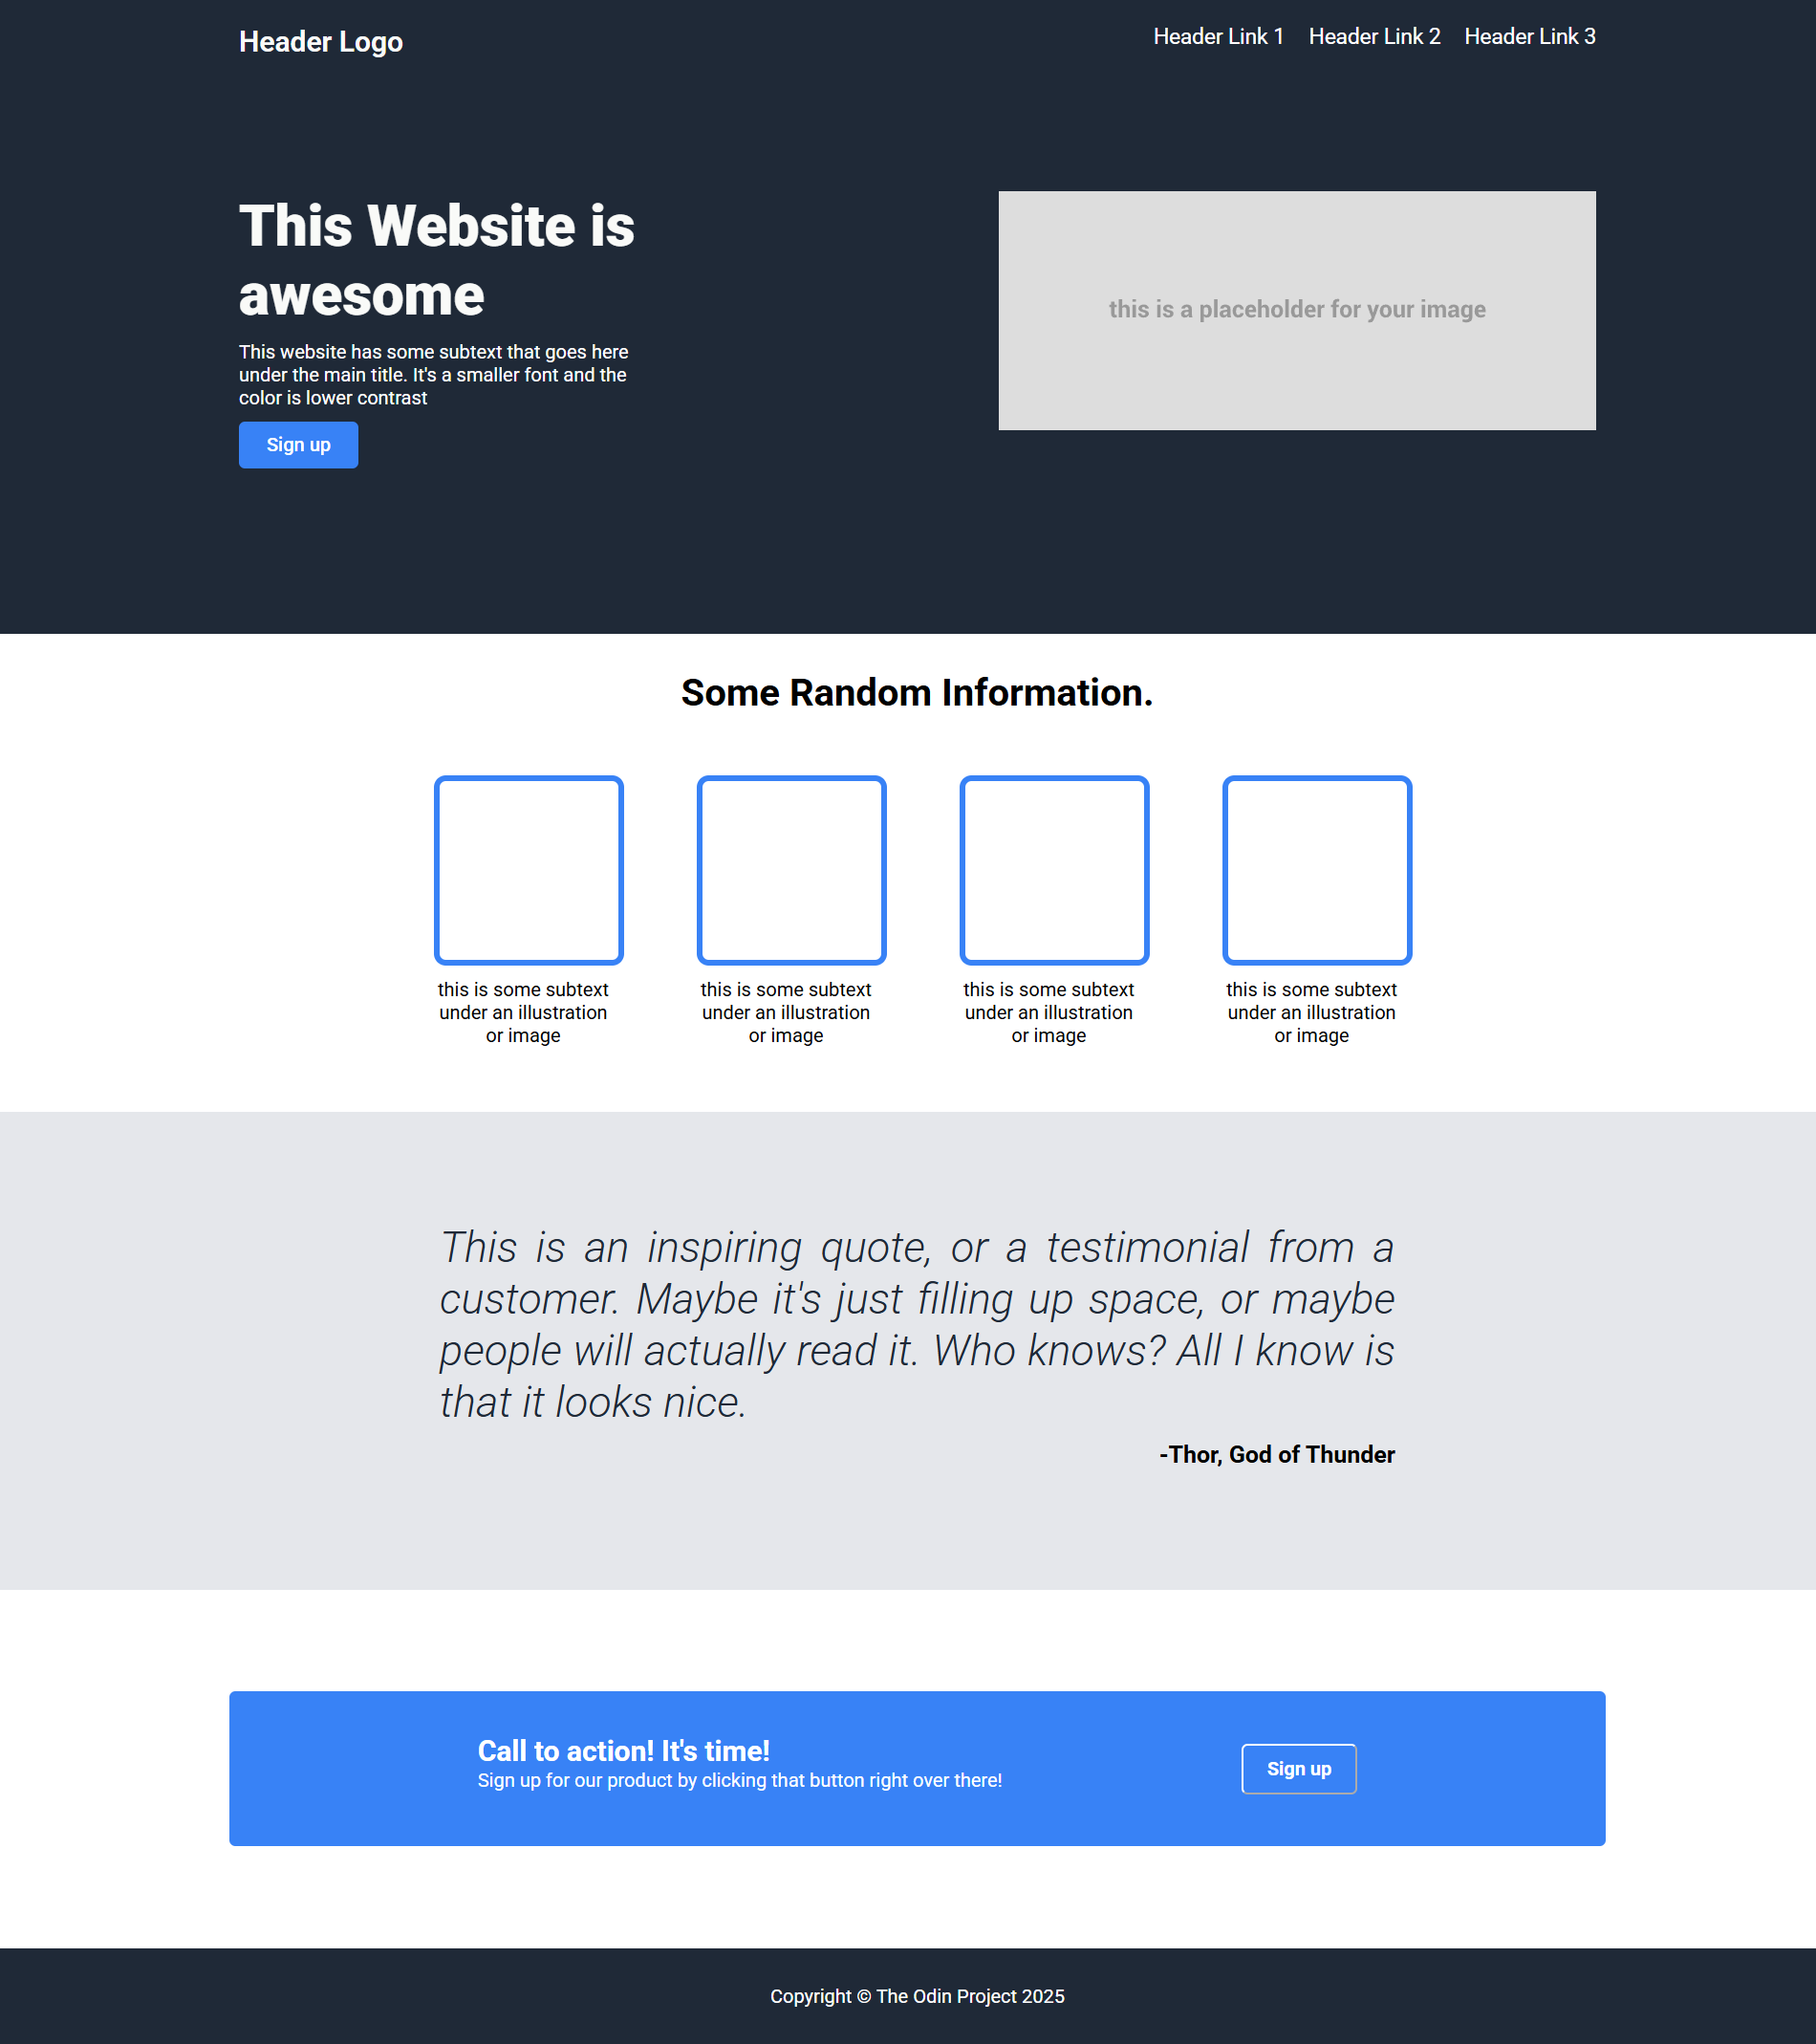 Header Logo
Header Link 1
Header Link 2
Header Link 3
This Website is
awesome
This website has some subtext that goes here
under the main title. It's a smaller font and the
color is lower contrast
Sign up
this is a placeholder for your image
Some Random Information.
this is some subtext
under an illustration
or image
this is some subtext
under an illustration
or image
this is some subtext
under an illustration
or image
this is some subtext
under an illustration
or image
This is an inspiring quote, or a testimonial from a
customer. Maybe it's just filling up space, or maybe
people will actually read it. Who knows? All I know is
that it looks nice.
-Thor, God of Thunder
Call to action! It's time!
Sign up for our product by clicking that button right over there!
Sign up
Copyright © The Odin Project 2025